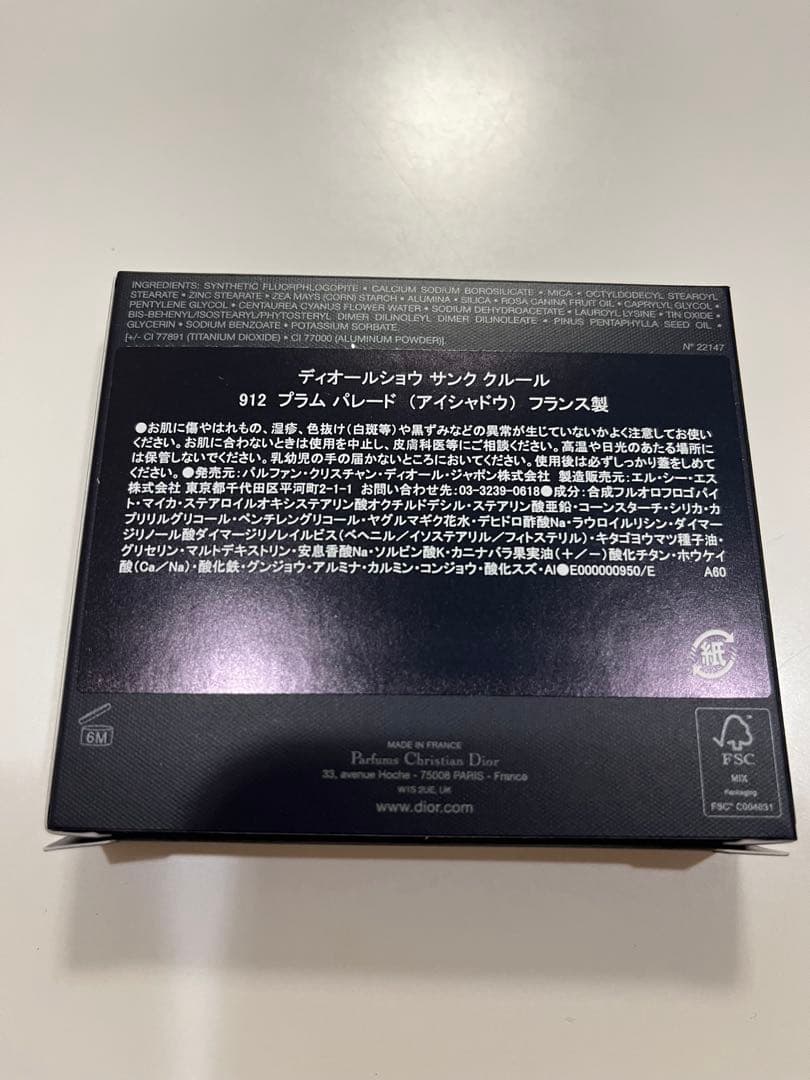 INGREDIENTS: SYNTHETIC FLUORPHLOGOPITE • CALCIUM SODIUM BOROSILICATE • MICA • OCTYLDODECYL STEAROYL
STEARATE • ZINC STEARATE • ZEA MAYS (CORN) STARCH • ALUMINA • SILICA • ROSA CANINA FRUIT OIL • CAPRYLYL GLYCOL •
PENTYLENE GLYCOL • CENTAUREA CYANUS FLOWER WATER • SODIUM DEHYDROACETATE • LAUROYL LYSINE • TIN OXIDE •
BIS-BEHENYL/ISOSTEARYL/PHYTOSTERYL DIMER DILINOLEYL DIMER DILINOLEATE • PINUS PENTAPHYLLA SEED OIL •
GLYCERIN • SODIUM BENZOATE • POTASSIUM SORBATE.
[+/- CI 77891 (TITANIUM DIOXIDE) • CI 77000 (ALUMINUM POWDER)]. N° 22147
ディオールショウ サンク クルール
912 プラム パレード (アイシャドウ) フランス製
●お肌に傷やはれもの、湿疹、色抜け(白斑等)や黒ずみなどの異常が生じていないかよく注意してお使い
ください。お肌に合わないときは使用を中止し、皮膚科医等にご相談ください。高温や日光のあたる場所に
は保管しないでください。乳幼児の手の届かないところにおいてください。使用後は必ずしっかり蓋をしめて
ください。●発売元:パルファン・クリスチャン・ディオール・ジャポン株式会社 製造販売元:エル・シー・エス
株式会社 東京都千代田区平河町2-1-1 お問い合わせ先:03-3239-0618●成分:合成フルオロフロゴパイ
ト・マイカ・ステアロイルオキシステアリン酸オクチルドデシル・ステアリン酸亜鉛・コーンスターチ・シリカ・カ
プリリルグリコール・ペンチレングリコール・ヤグルマギク花水・デヒドロ酢酸Na・ラウロイルリシン・ダイマー
ジリノール酸ダイマージリノレイルビス(ベヘニル/イソステアリル/フィトステリル)・キタゴヨウマツ種子油・
グリセリン・マルトデキストリン・安息香酸Na・ソルビン酸K・カニナバラ果実油(+/-)酸化チタン・ホウケイ
酸(Ca/Na)・酸化鉄・グンジョウ・アルミナ・カルミン・コンジョウ・酸化スズ・Al●E000000950/E A60
紙
6M
MADE IN FRANCE
Parfums Christian Dior
33, avenue Hoche - 75008 PARIS - France
W1S 2UE, UK
www.dior.com
FSC
MIX
Packaging
FSC® C004031